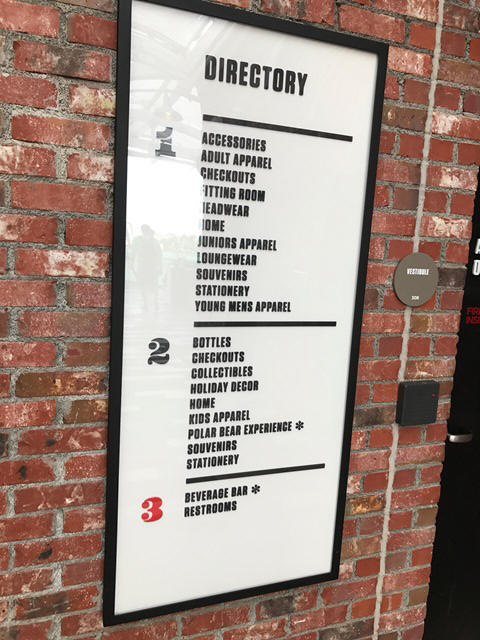 DIRECTORY
1
ACCESSORIES
ADULT APPAREL
CHECKOUTS
FITTING ROOM
HEADWEAR
HOME
JUNIORS APPAREL
LOUNGEWEAR
SOUVENIRS
STATIONERY
YOUNG MENS APPAREL
2
BOTTLES
CHECKOUTS
COLLECTIBLES
HOLIDAY DECOR
HOME
KIDS APPAREL
POLAR BEAR EXPERIENCE *
SOUVENIRS
STATIONERY
3
BEVERAGE BAR *
RESTROOMS
VESTIBULE